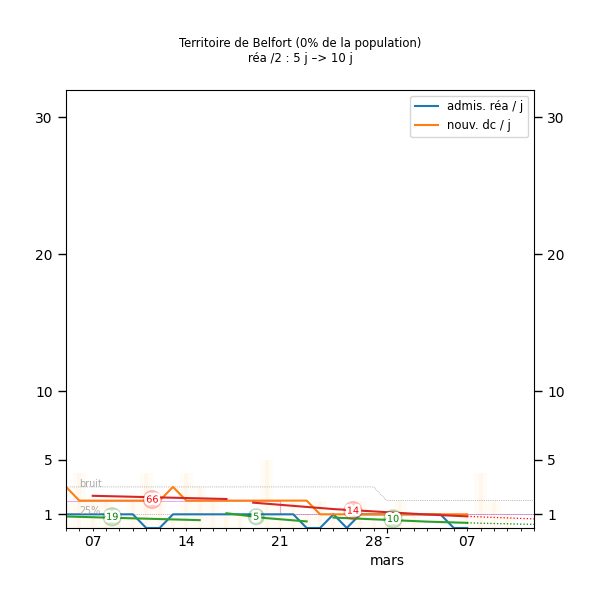 Territoire de Belfort (0% de la population)
réa /2 : 5 j –> 10 j
admis. réa / j
nouv. dc / j
30 30
20 20
10 10
5 5
bruit
66
25%
19 5 14 10
1 1
07 14 21 28 07
mars